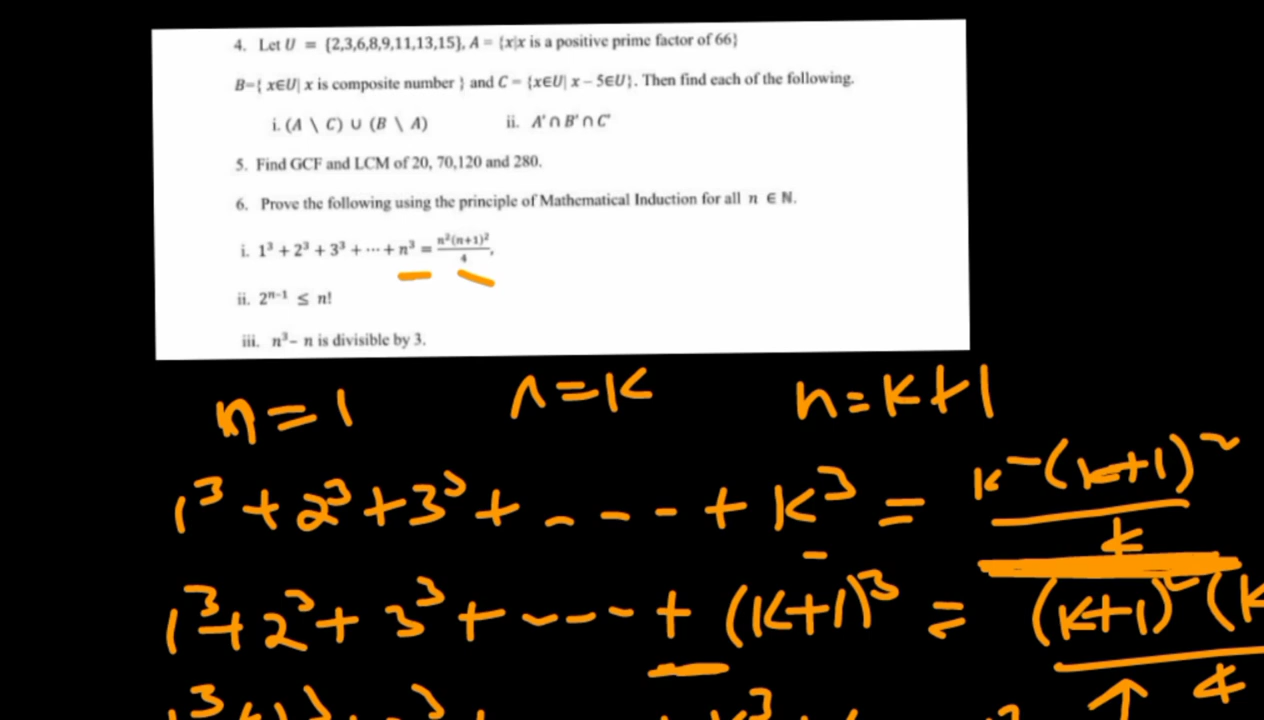 4. Let U = {2,3,6,8,9,11,13,15}, A = {x|x is a positive prime factor of 66}
B={ x∈U| x is composite number } and C = {x∈U| x – 5∈U}. Then find each of the following.
i. (A \ C) ∪ (B \ A) ii. A' ∩ B' ∩ C'
5. Find GCF and LCM of 20, 70,120 and 280.
6. Prove the following using the principle of Mathematical Induction for all n ∈ ℕ.
i. 1³ + 2³ + 3³ + ⋯ + n³ = n²(n+1)²/4,
ii. 2ⁿ⁻¹ ≤ n!
iii. n³– n is divisible by 3.
n = 1 n = k n = k+1
1³ + 2³ + 3³ + ---- + k³ = k²(k+1)²/4
1³ + 2³ + 3³ + ---- + (k+1)³ = (k+1)²(k/4